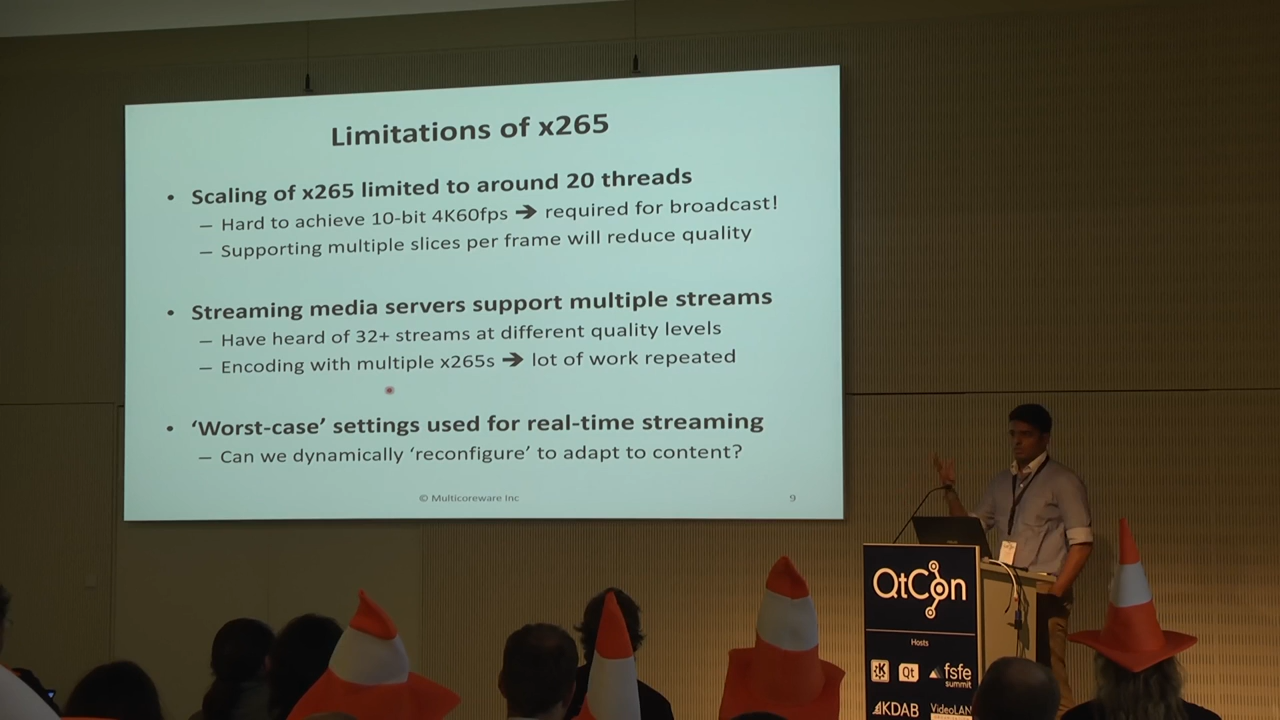 Limitations of x265
• Scaling of x265 limited to around 20 threads
– Hard to achieve 10-bit 4K60fps ➔ required for broadcast!
– Supporting multiple slices per frame will reduce quality
• Streaming media servers support multiple streams
– Have heard of 32+ streams at different quality levels
– Encoding with multiple x265s ➔ lot of work repeated
• ‘Worst-case’ settings used for real-time streaming
– Can we dynamically ‘reconfigure’ to adapt to content?
© Multicoreware Inc
9
QtCon
Hosts
K Qt fsfe
summit
KDAB VideoLAN